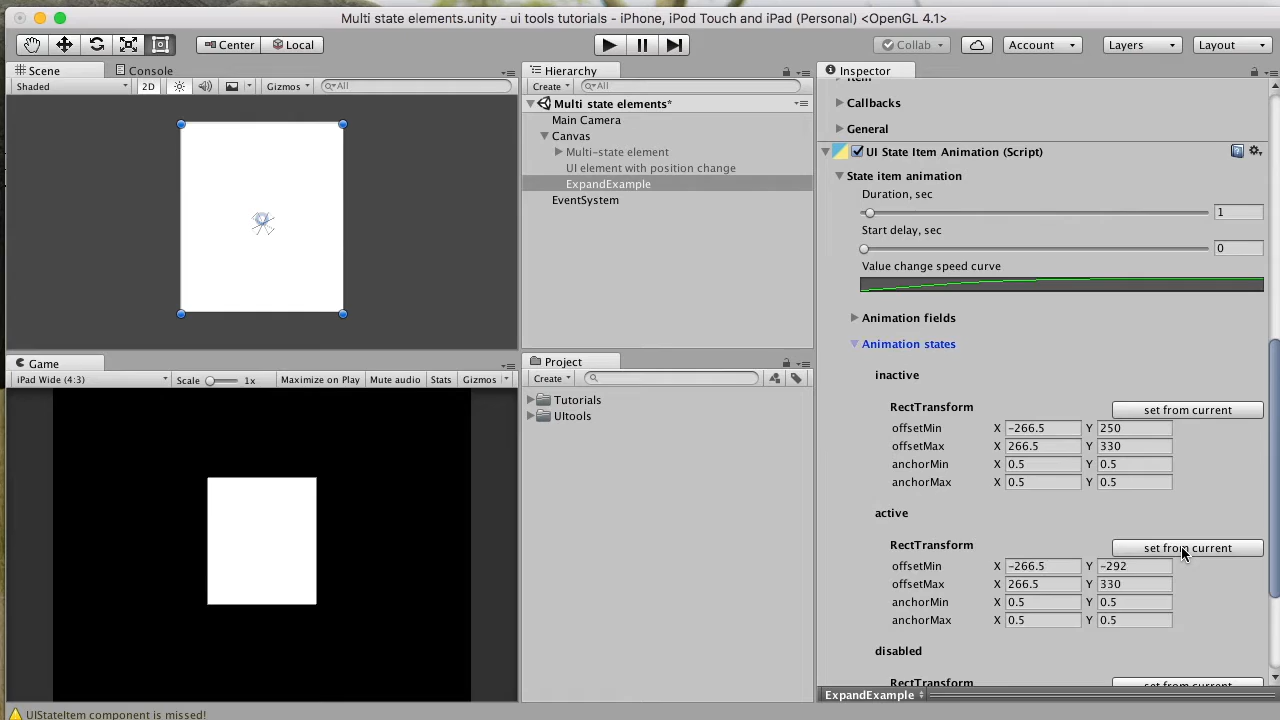 Multi state elements.unity - ui tools tutorials - iPhone, iPod Touch and iPad (Personal) <OpenGL 4.1>
Center Local Collab Account Layers Layout
Scene Console
Shaded 2D Gizmos All
Hierarchy
Create All
Multi state elements*
Main Camera
Canvas
Multi-state element
UI element with position change
ExpandExample
EventSystem
Game
iPad Wide (4:3) Scale 1x Maximize on Play Mute audio Stats Gizmos
Project
Create
Tutorials
UItools
Inspector
Item
Callbacks
General
UI State Item Animation (Script)
State item animation
Duration, sec
1
Start delay, sec
0
Value change speed curve
Animation fields
Animation states
inactive
RectTransform set from current
offsetMin X -266.5 Y 250
offsetMax X 266.5 Y 330
anchorMin X 0.5 Y 0.5
anchorMax X 0.5 Y 0.5
active
RectTransform set from current
offsetMin X -266.5 Y -292
offsetMax X 266.5 Y 330
anchorMin X 0.5 Y 0.5
anchorMax X 0.5 Y 0.5
disabled
RectTransform set from current
ExpandExample
UIStateItem component is missed!